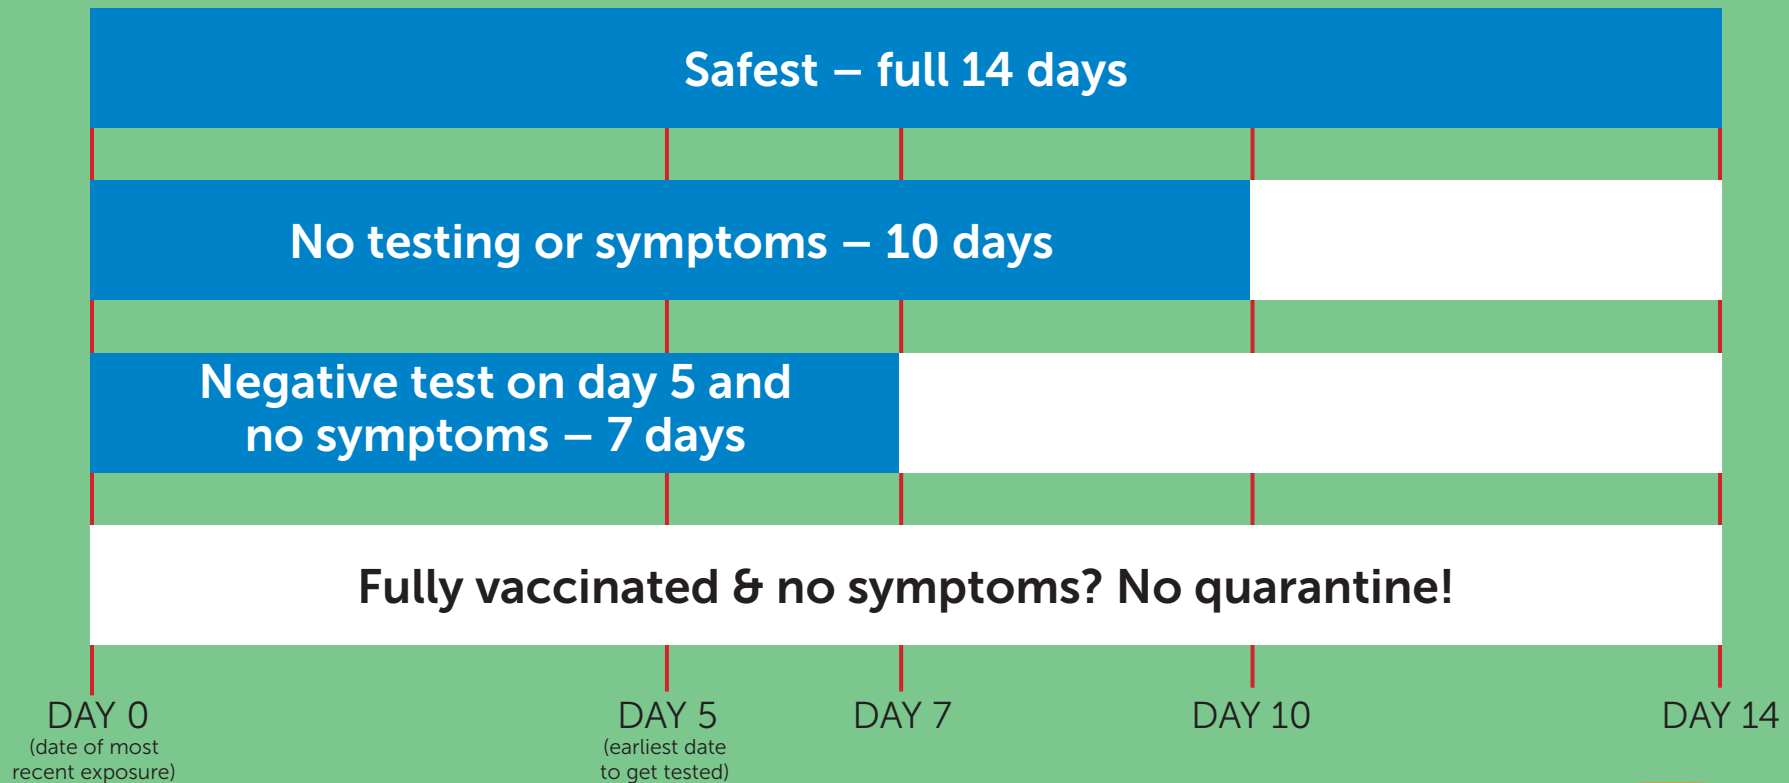 Safest – full 14 days
No testing or symptoms – 10 days
Negative test on day 5 and
no symptoms – 7 days
Fully vaccinated & no symptoms? No quarantine!
DAY 0
(date of most
recent exposure)
DAY 5
(earliest date
to get tested)
DAY 7
DAY 10
DAY 14